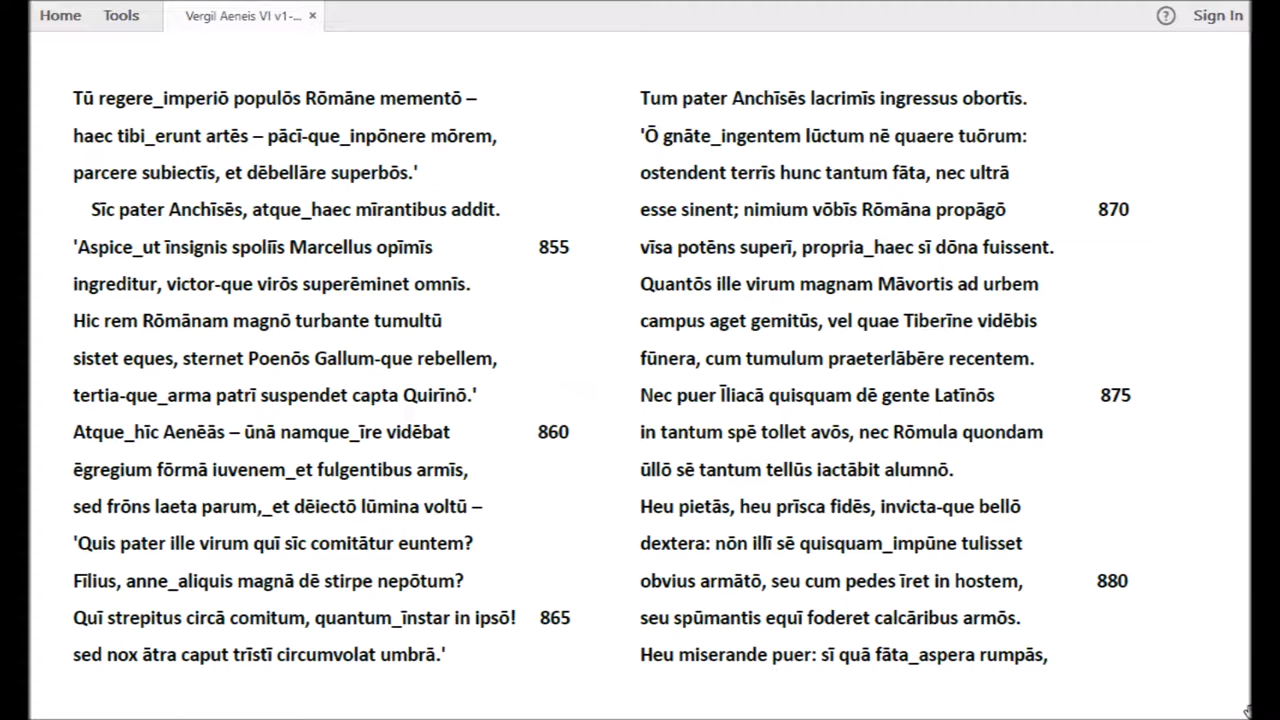 Home Tools Vergil Aeneis VI v1-... × ? Sign In
Tū regere_imperiō populōs Rōmāne mementō –
haec tibi_erunt artēs – pācī-que_inpōnere mōrem,
parcere subiectīs, et dēbellāre superbōs.'
Sīc pater Anchīsēs, atque_haec mīrantibus addit.
'Aspice_ut īnsignis spoliīs Marcellus opīmīs 855
ingreditur, victor-que virōs superēminet omnīs.
Hic rem Rōmānam magnō turbante tumultū
sistet eques, sternet Poenōs Gallum-que rebellem,
tertia-que_arma patrī suspendet capta Quirīnō.'
Atque_hīc Aenēās – ūnā namque_īre vidēbat 860
ēgregium fōrmā iuvenem_et fulgentibus armīs,
sed frōns laeta parum,_et dēiectō lūmina voltū –
'Quis pater ille virum quī sīc comitātur euntem?
Fīlius, anne_aliquis magnā dē stirpe nepōtum?
Quī strepitus circā comitum, quantum_īnstar in ipsō! 865
sed nox ātra caput trīstī circumvolat umbrā.'
Tum pater Anchīsēs lacrimīs ingressus obortīs.
'Ō gnāte_ingentem lūctum nē quaere tuōrum:
ostendent terrīs hunc tantum fāta, nec ultrā
esse sinent; nimium vōbīs Rōmāna propāgō 870
vīsa potēns superī, propria_haec sī dōna fuissent.
Quantōs ille virum magnam Māvortis ad urbem
campus aget gemitūs, vel quae Tiberīne vidēbis
fūnera, cum tumulum praeterlābēre recentem.
Nec puer Īliacā quisquam dē gente Latīnōs 875
in tantum spē tollet avōs, nec Rōmula quondam
ūllō sē tantum tellūs iactābit alumnō.
Heu pietās, heu prīsca fidēs, invicta-que bellō
dextera: nōn illī sē quisquam_impūne tulisset
obvius armātō, seu cum pedes īret in hostem, 880
seu spūmantis equī foderet calcāribus armōs.
Heu miserande puer: sī quā fāta_aspera rumpās,